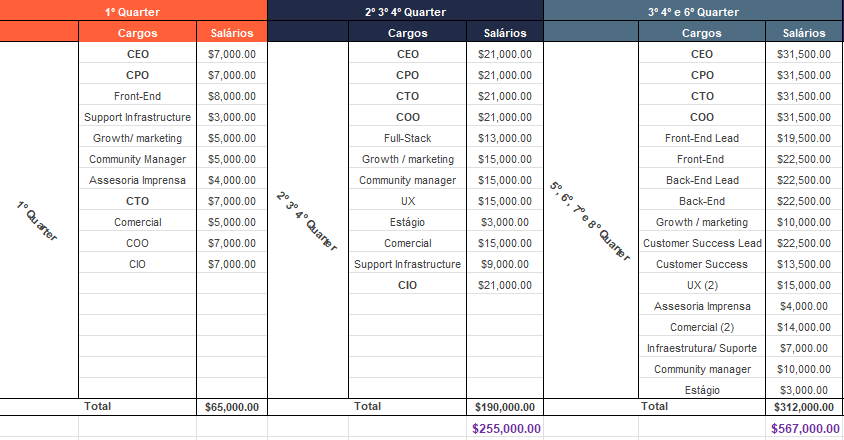 1º Quarter 2º 3º 4º Quarter 3º 4º e 6º Quarter
Cargos Salários Cargos Salários Cargos Salários
CEO $7,000.00 CEO $21,000.00 CEO $31,500.00
CPO $7,000.00 CPO $21,000.00 CPO $31,500.00
Front-End $8,000.00 CTO $21,000.00 CTO $31,500.00
Support Infrastructure $3,000.00 COO $21,000.00 COO $31,500.00
Growth/ marketing $5,000.00 Full-Stack $13,000.00 Front-End Lead $19,500.00
Community Manager $5,000.00 Growth / marketing $15,000.00 Front-End $22,500.00
Assesoria Imprensa $4,000.00 Community manager $15,000.00 Back-End Lead $22,500.00
1º Quarter CTO $7,000.00 2º 3º 4º Quarter UX $15,000.00 5º, 6º, 7º e 8º Quarter Back-End $22,500.00
Comercial $5,000.00 Estágio $3,000.00 Growth / marketing $10,000.00
COO $7,000.00 Comercial $15,000.00 Customer Success Lead $22,500.00
CIO $7,000.00 Support Infrastructure $9,000.00 Customer Success $13,500.00
CIO $21,000.00 UX (2) $15,000.00
Assesoria Imprensa $4,000.00
Comercial (2) $14,000.00
Infraestrutura/ Suporte $7,000.00
Community manager $10,000.00
Estágio $3,000.00
Total $65,000.00 Total $190,000.00 Total $312,000.00
$255,000.00 $567,000.00